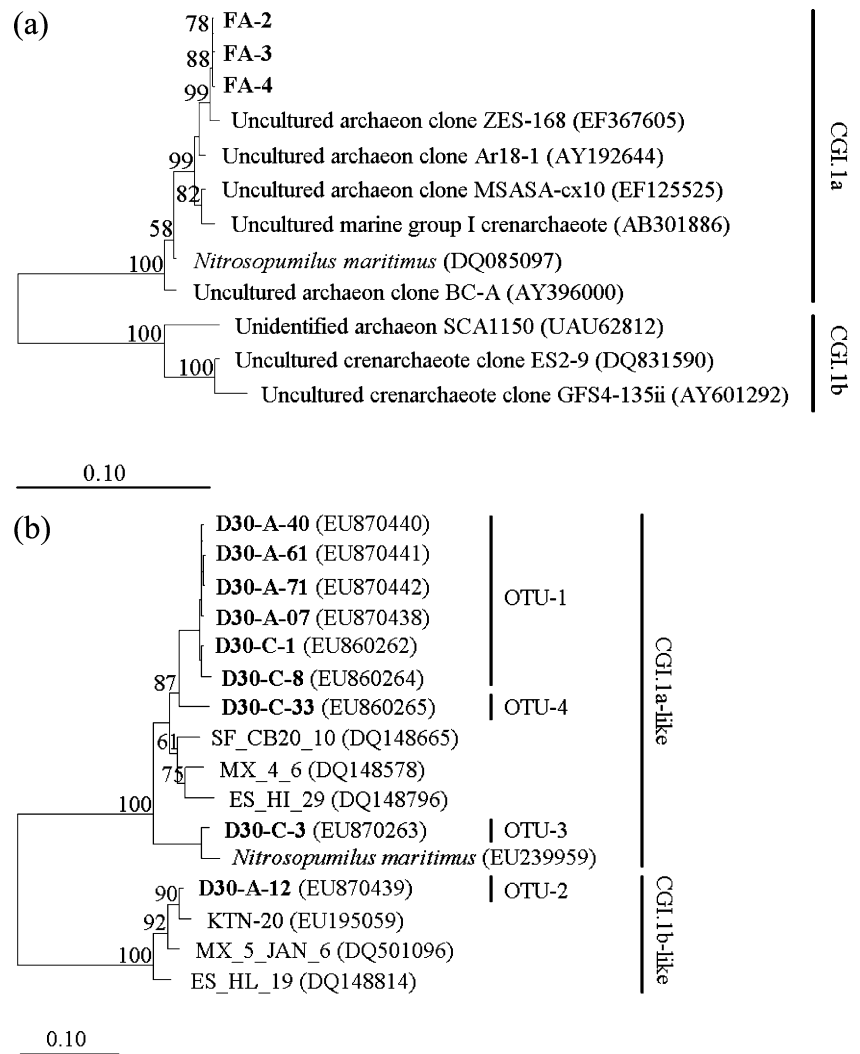 (a)
78 FA-2
88 FA-3
FA-4
99
Uncultured archaeon clone ZES-168 (EF367605)
Uncultured archaeon clone Ar18-1 (AY192644)
99
Uncultured archaeon clone MSASA-cx10 (EF125525)
82
Uncultured marine group I crenarchaeote (AB301886)
58
Nitrosopumilus maritimus (DQ085097)
100
Uncultured archaeon clone BC-A (AY396000)
CGI.1a
Unidentified archaeon SCA1150 (UAU62812)
100
Uncultured crenarchaeote clone ES2-9 (DQ831590)
100
Uncultured crenarchaeote clone GFS4-135ii (AY601292)
CGI.1b
0.10
(b)
D30-A-40 (EU870440)
D30-A-61 (EU870441)
D30-A-71 (EU870442)
OTU-1
D30-A-07 (EU870438)
D30-C-1 (EU860262)
D30-C-8 (EU860264)
87
D30-C-33 (EU860265) OTU-4
SF_CB20_10 (DQ148665)
61
MX_4_6 (DQ148578)
75
ES_HI_29 (DQ148796)
100
D30-C-3 (EU870263) OTU-3
Nitrosopumilus maritimus (EU239959)
CGI.1a-like
90 D30-A-12 (EU870439) OTU-2
92 KTN-20 (EU195059)
MX_5_JAN_6 (DQ501096)
100
ES_HL_19 (DQ148814)
CGI.1b-like
0.10